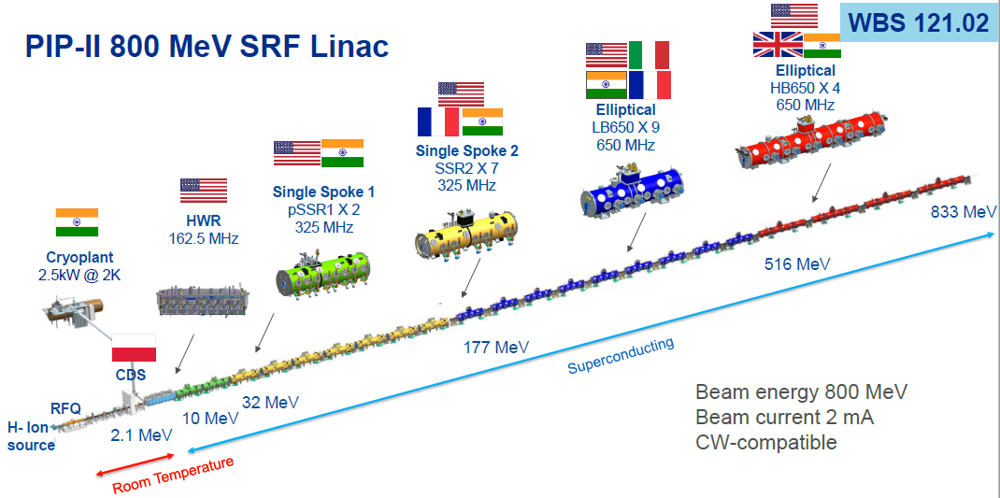 PIP-II 800 MeV SRF Linac
WBS 121.02
Elliptical
HB650 X 4
650 MHz
Elliptical
LB650 X 9
650 MHz
Single Spoke 2
SSR2 X 7
325 MHz
Single Spoke 1
pSSR1 X 2
325 MHz
HWR
162.5 MHz
Cryoplant
2.5kW @ 2K
CDS
RFQ
H- Ion
source
2.1 MeV
10 MeV
32 MeV
177 MeV
516 MeV
833 MeV
Room Temperature
Superconducting
Beam energy 800 MeV
Beam current 2 mA
CW-compatible